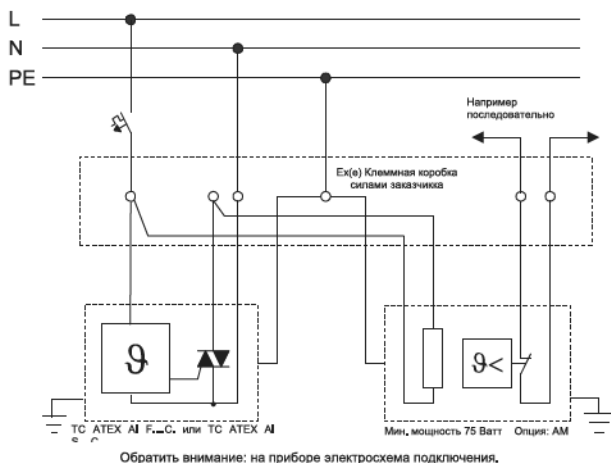 L
N
PE
Например
последовательно
Ex(e) Клеммная коробка
силами заказчикка
ϑ
ϑ<
TC ATEX AI F...C. или TC ATEX AI
S C
Мин. мощность 75 Ватт Опция: AM
Обратить внимание: на приборе электросхема подключения,